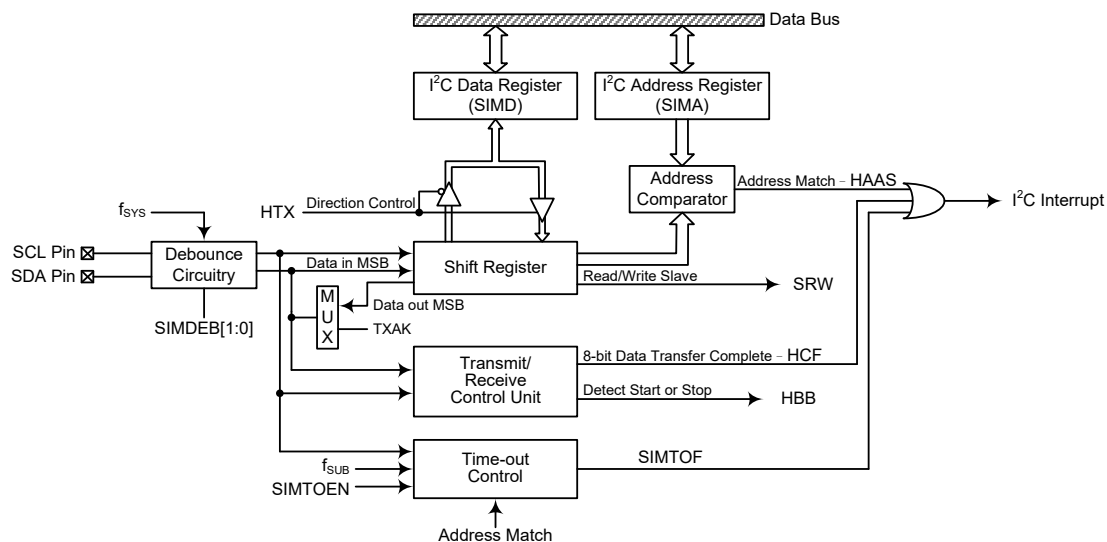 Data Bus
I²C Data Register
(SIMD)
I²C Address Register
(SIMA)
Address
Comparator
Address Match - HAAS
I²C Interrupt
HTX
Direction Control
fSYS
SCL Pin
SDA Pin
Debounce
Circuitry
SIMDEB[1:0]
Data in MSB
Shift Register
Read/Write Slave
SRW
M
U
X
Data out MSB
TXAK
Transmit/
Receive
Control Unit
8-bit Data Transfer Complete - HCF
Detect Start or Stop
HBB
fSUB
SIMTOEN
Time-out
Control
SIMTOF
Address Match